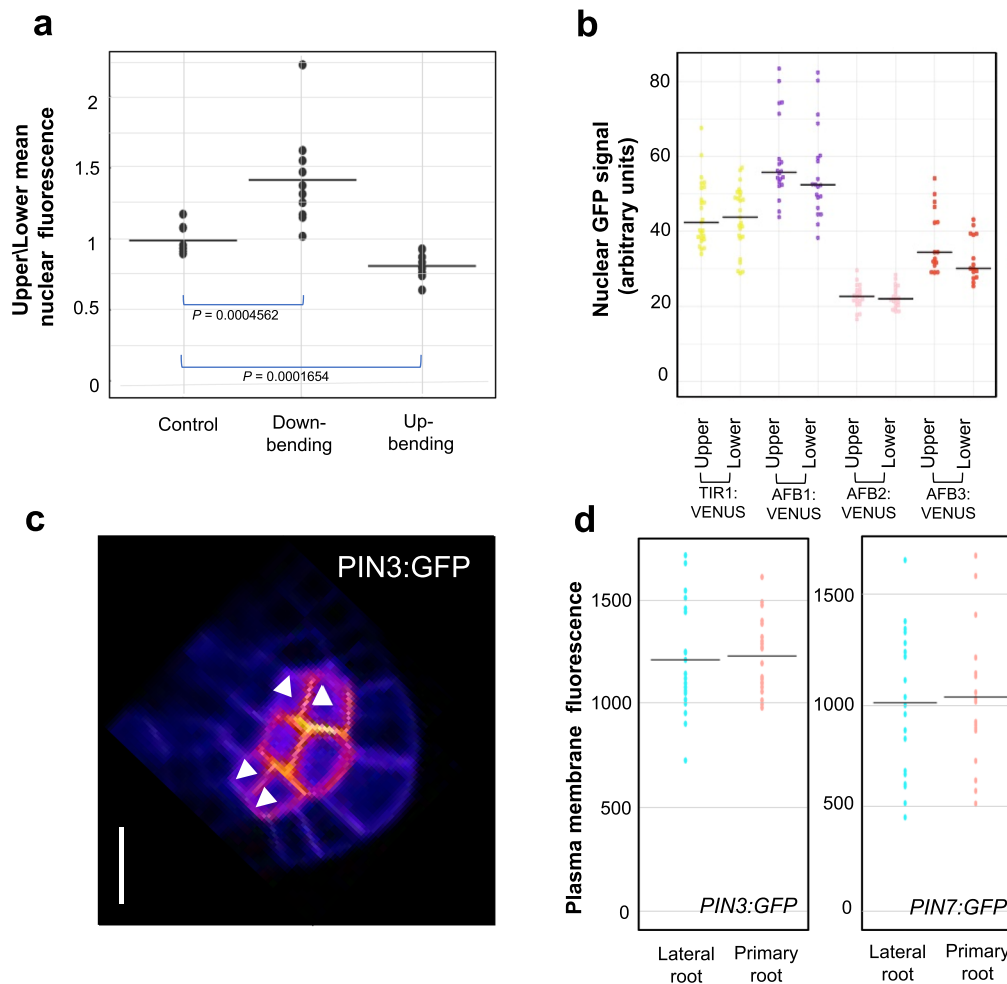 a
Upper\Lower mean
nuclear fluorescence
2
1.5
1
0.5
0
P = 0.0004562
P = 0.0001654
Control
Down-
bending
Up-
bending
b
Nuclear GFP signal
(arbitrary units)
80
60
40
20
0
Upper
Lower
Upper
Lower
Upper
Lower
Upper
Lower
TIR1:
VENUS
AFB1:
VENUS
AFB2:
VENUS
AFB3:
VENUS
c
PIN3:GFP
d
Plasma membrane fluorescence
1500
1000
500
0
PIN3:GFP
Lateral
root
Primary
root
1500
1000
500
0
PIN7:GFP
Lateral
root
Primary
root